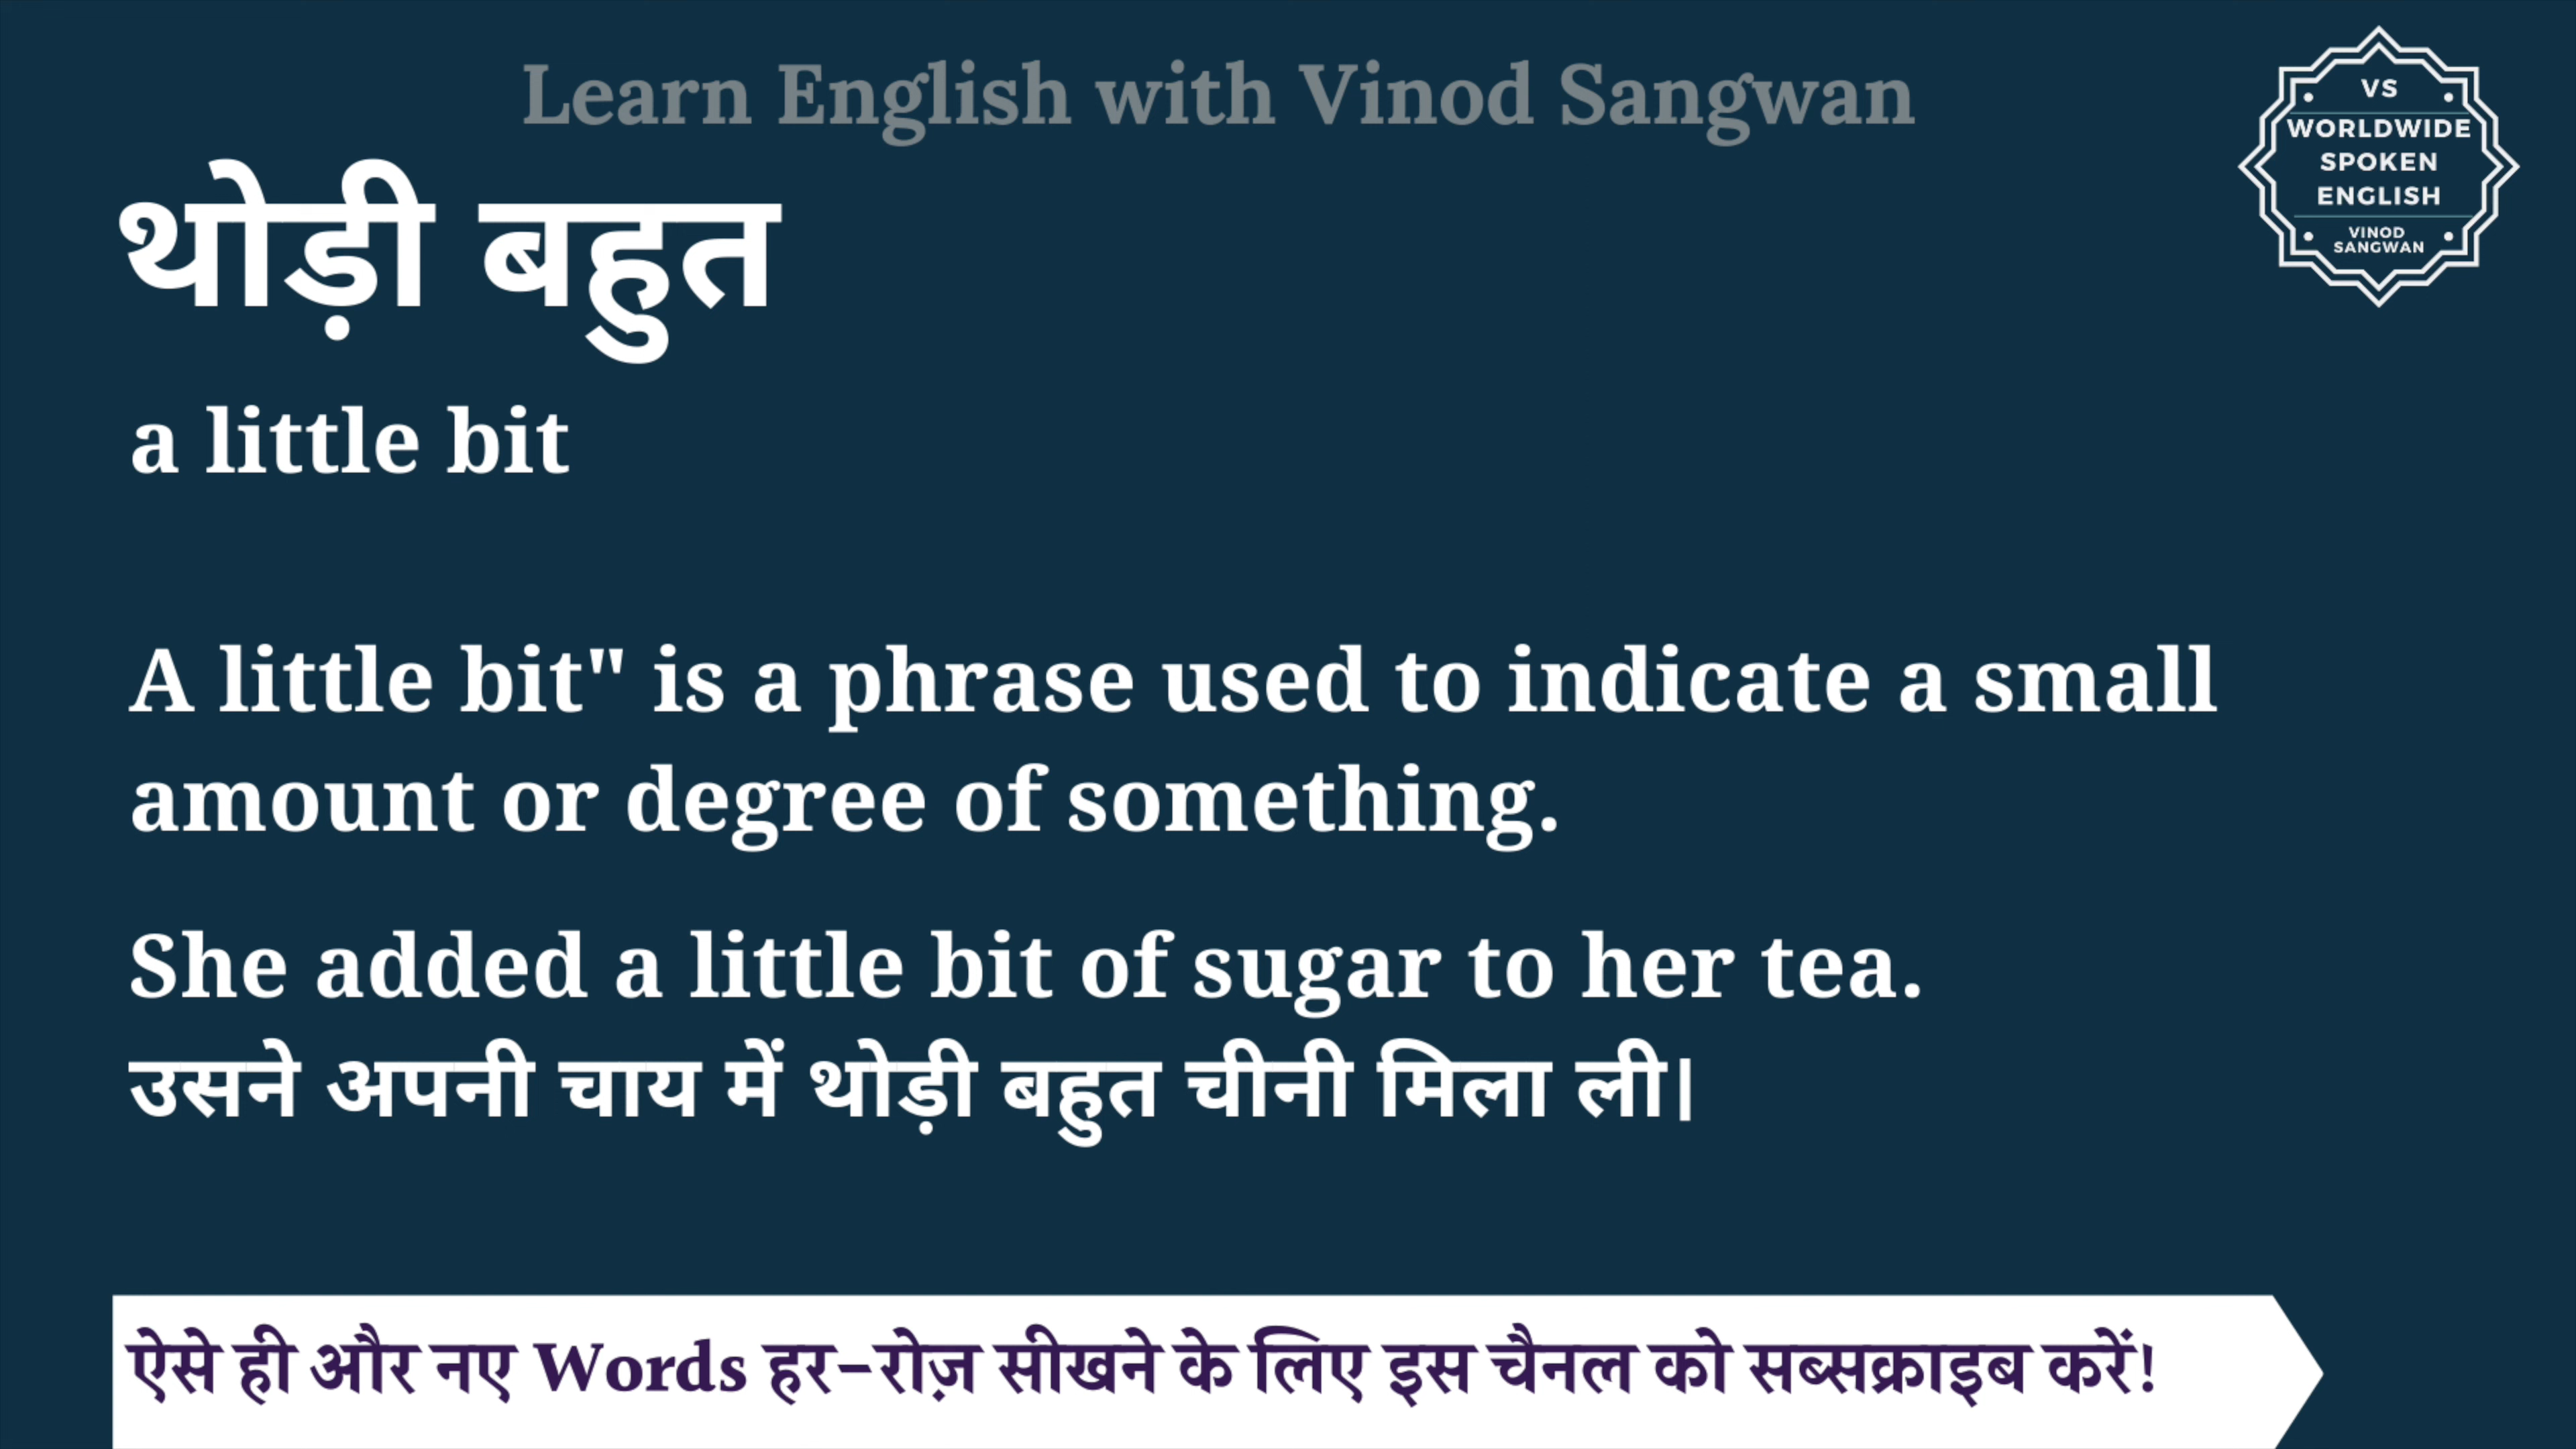 Learn English with Vinod Sangwan
VS
WORLDWIDE
SPOKEN
ENGLISH
VINOD
SANGWAN
थोड़ी बहुत
a little bit
A little bit" is a phrase used to indicate a small
amount or degree of something.
She added a little bit of sugar to her tea.
उसने अपनी चाय में थोड़ी बहुत चीनी मिला ली।
ऐसे ही और नए Words हर-रोज़ सीखने के लिए इस चैनल को सब्सक्राइब करें!